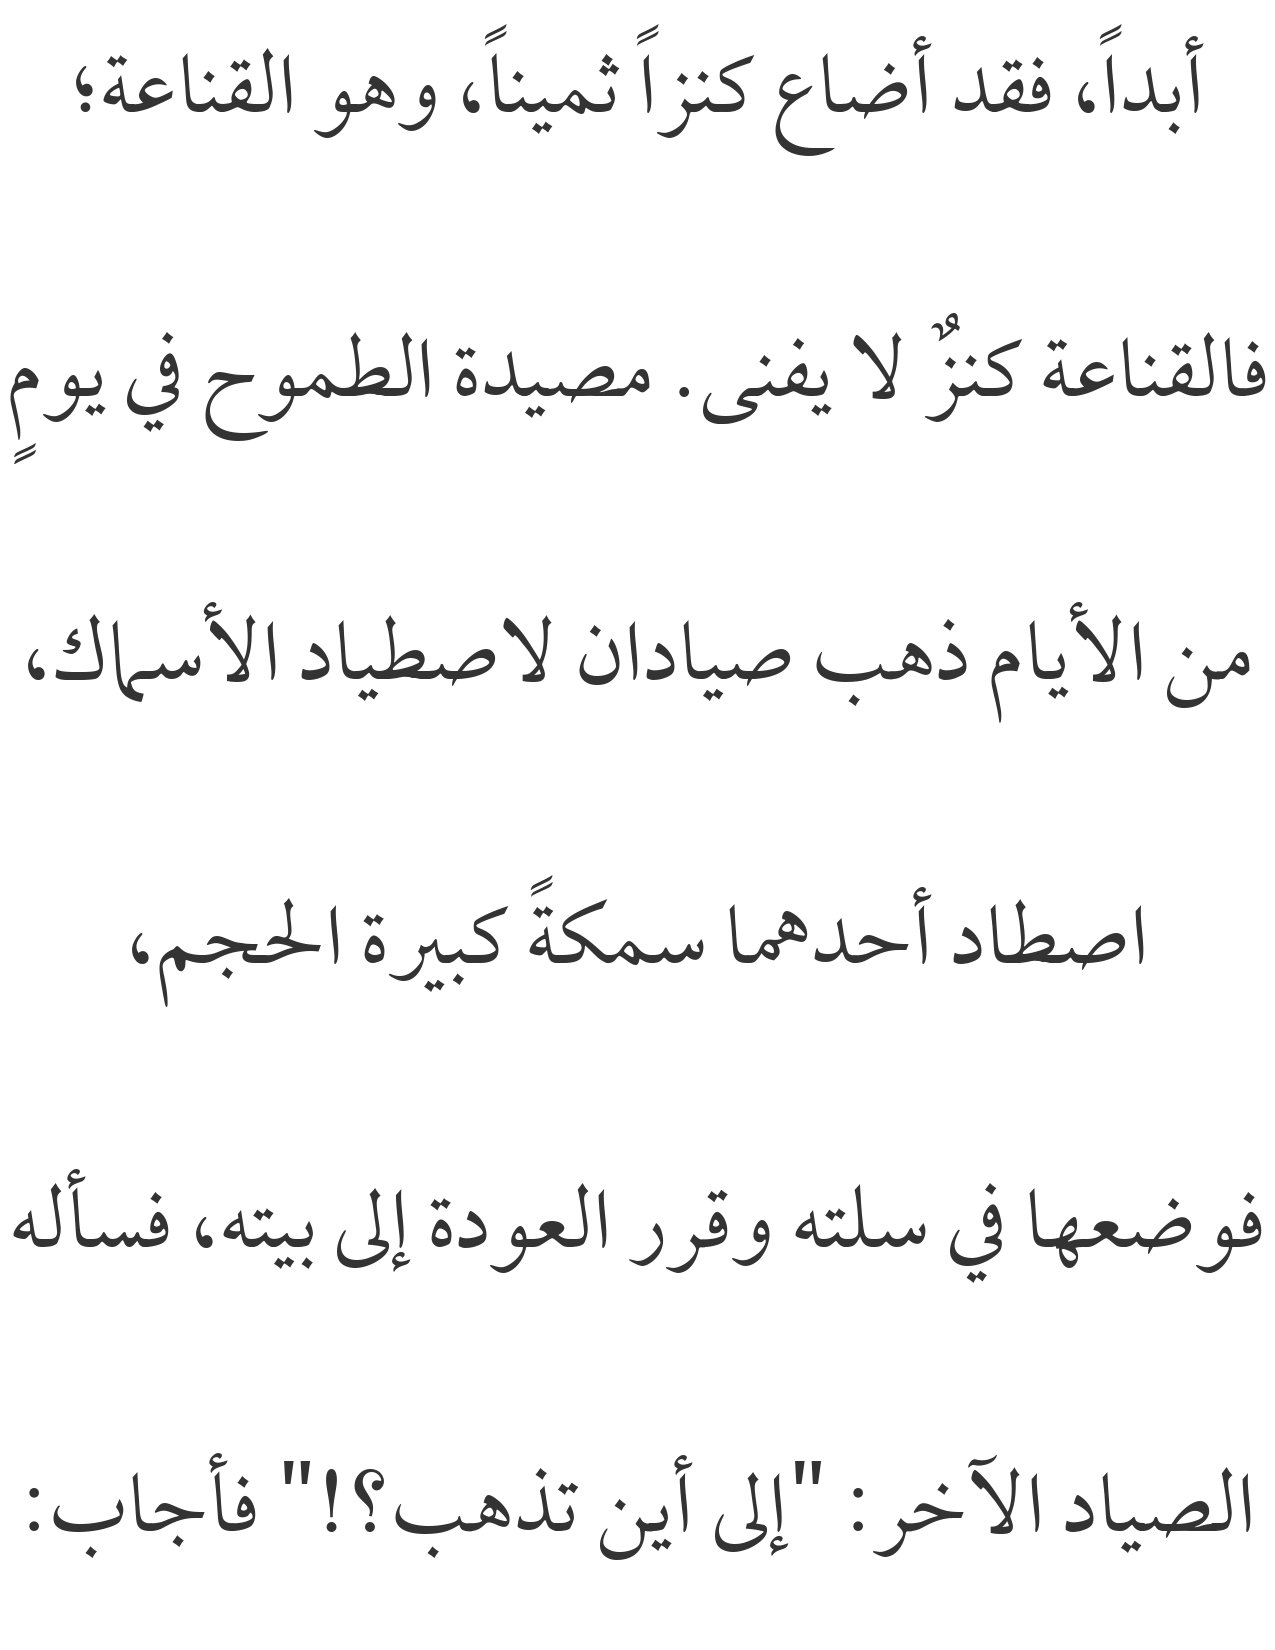 أبداً، فقد أضاع كنزاً ثميناً، وهو القناعة؛
فالقناعة كنزٌ لا يفنى. مصيدة الطموح في يومٍ
من الأيام ذهب صيادان لاصطياد الأسماك،
اصطاد أحدهما سمكةً كبيرة الحجم،
فوضعها في سلته وقرر العودة إلى بيته، فسأله
الصياد الآخر: "إلى أين تذهب؟!" فأجاب: